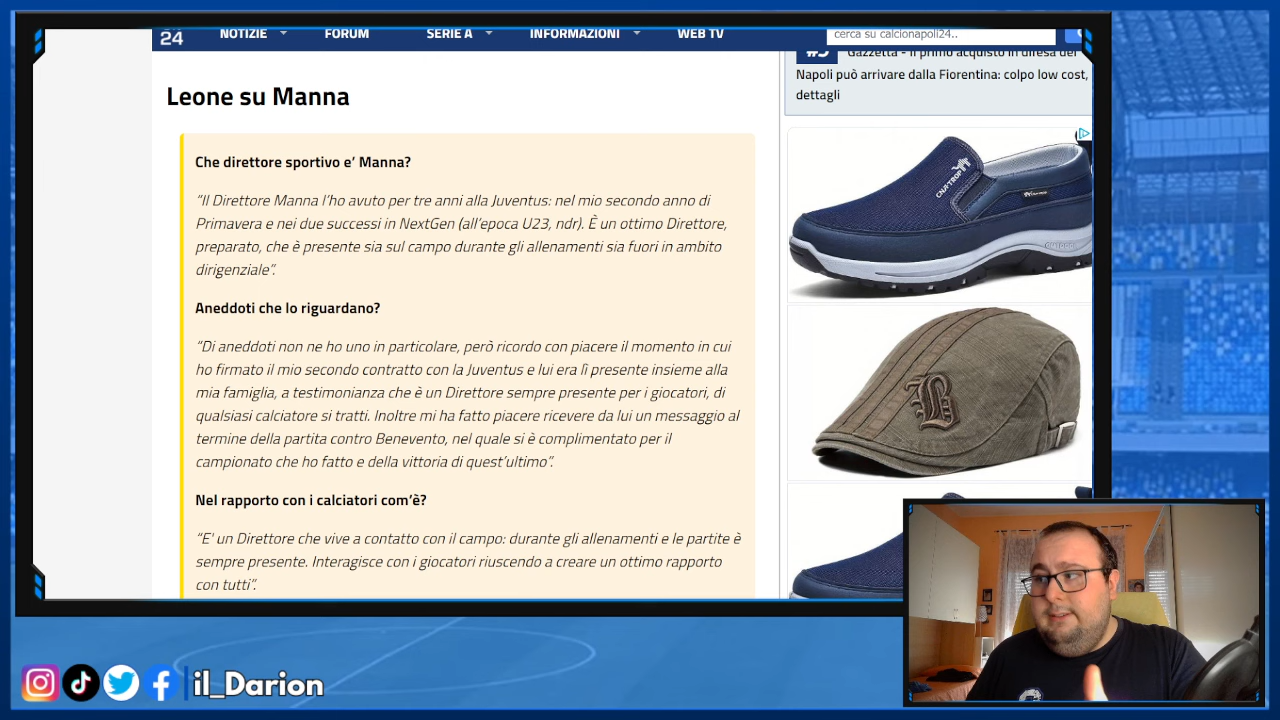 24
NOTIZIE
FORUM
SERIE A
INFORMAZIONI
WEB TV
cerca su calcionapoli24..
Leone su Manna
Che direttore sportivo e’ Manna?
“Il Direttore Manna l'ho avuto per tre anni alla Juventus: nel mio secondo anno di
Primavera e nei due successi in NextGen (all’epoca U23, ndr). È un ottimo Direttore,
preparato, che è presente sia sul campo durante gli allenamenti sia fuori in ambito
dirigenziale”.
Aneddoti che lo riguardano?
“Di aneddoti non ne ho uno in particolare, però ricordo con piacere il momento in cui
ho firmato il mio secondo contratto con la Juventus e lui era lì presente insieme alla
mia famiglia, a testimonianza che è un Direttore sempre presente per i giocatori, di
qualsiasi calciatore si tratti. Inoltre mi ha fatto piacere ricevere da lui un messaggio al
termine della partita contro Benevento, nel quale si è complimentato per il
campionato che ho fatto e della vittoria di quest’ultimo”.
Nel rapporto con i calciatori com’è?
“E' un Direttore che vive a contatto con il campo: durante gli allenamenti e le partite è
sempre presente. Interagisce con i giocatori riuscendo a creare un ottimo rapporto
con tutti”.
Gazzetta - Il primo acquisto in difesa del
Napoli può arrivare dalla Fiorentina: colpo low cost,
dettagli
OUTDOOR
B
il_Darion